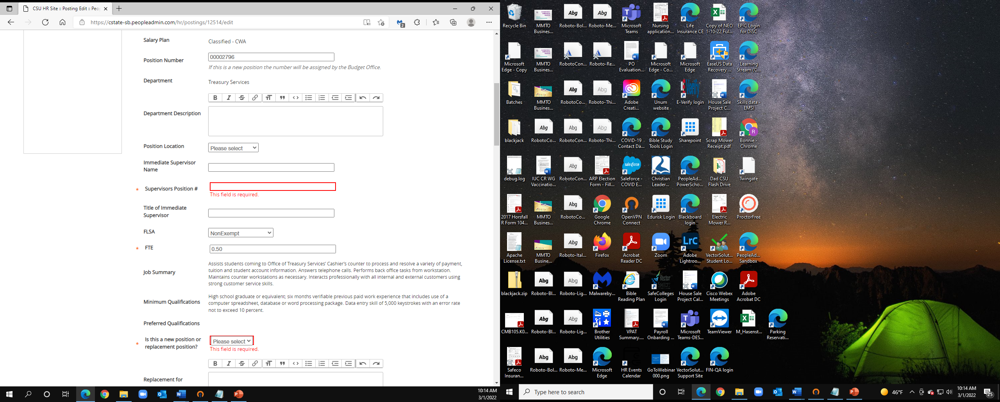 CSU HR Site :: Posting Edit :: Peo
https://cstate-sb.peopleadmin.com/hr/postings/12514/edit
2
Salary Plan
Classified - CWA
Position Number
00002796
If this is a new position the number will be assigned by the Budget Office.
Department
Treasury Services
Department Description
Position Location
Please select
Immediate Supervisor
Name
* Supervisors Position #
This field is required.
Title of Immediate
Supervisor
FLSA
NonExempt
* FTE
0.50
Job Summary
Assists students coming to Office of Treasury Services' Cashier's counter to process and resolve a variety of payment,
tuition and student account information. Answers telephone calls. Performs back office tasks from workstation.
Maintains counter workstations as necessary. Interacts professionally with all internal and external customers using
strong customer service skills.
Minimum Qualifications
High school graduate or equivalent; six months verifiable previous paid work experience that includes use of a
computer spreadsheet, database or word processing package. Data entry skill of 5,000 keystrokes with an error rate
not to exceed 10 percent.
Preferred Qualifications
* Is this a new position or
replacement position?
Please select
This field is required.
Replacement for
10:14 AM
3/1/2022
Recycle Bin
MMTO
Busines...
Roboto-Bol...
Roboto-Me...
Microsoft
Teams
Nursing
application...
Life
Insurance CE
Copy of NEO
1-10-22 Ful...
EPIC Login
for DiSC
Microsoft
Edge - Copy
MMTO
Busines...
RobotoCon...
Roboto-Re...
PO
Evaluation...
Microsoft
Edge - Co...
Microsoft
Edge
EaseUS Data
Recovery ...
Learning
Stream (C...
Batches
MMTO
Busines...
RobotoCo...
Roboto-Thi...
Adobe
Creati...
Unum
website
E-Verify login
House Sale
Project C...
Skills data -
EMSI
blackjack
RobotoCo...
RobotoCon...
Roboto-Thi...
COVID-19
Contact Da...
Bible Study
Tools Login
Sharepoint
Scrap Mower
Receipt.pdf
Bonnie -
Chrome
debug.log
IUC CR WG
Vaccinatio...
RobotoCon...
ARP Election
Form - Fill...
Saleforce -
COVID E...
Christian
Leader...
PeopleAd...
PowerScho...
Dad CSU
Flash Drive
Twingate
2017 Horsfall
R Form 104...
MMTO
Busines...
RobotoCo...
Google
Chrome
OpenVPN
Connect
Edurisk Login
Blackboard
login
Electric
Mower R...
ProctorFree
Apache
License.txt
MMTO
Busine...
Roboto-Ital...
Firefox
Acrobat
Reader DC
Zoom
Adobe
Lightroo...
VectorSolut...
Student Lo...
PeopleAd...
Sandbox
blackjack.zip
Roboto-Bl...
Roboto-Lig...
Malwareby...
Bible
Reading Plan
SafeColleges
Login
House Sale
Project Cal...
Cisco Webex
Meetings
Adobe
Acrobat DC
CMB105.K0...
Roboto-Bl...
Roboto-Lig...
Brother
Utilities
VPAT
Summary....
Payroll
Onbarding ...
Microsoft
Teams-DES...
TeamViewer
M_Hasenst...
Parking
Reservati...
Safeco
Insuran...
Roboto-Bol...
Roboto-Me...
Microsoft
Edge
HR Events
Calendar
GoToWebinar
000.png
VectorSolut...
Support Site
FIN-QA login
Type here to search
46°F
10:14 AM
3/1/2022
25